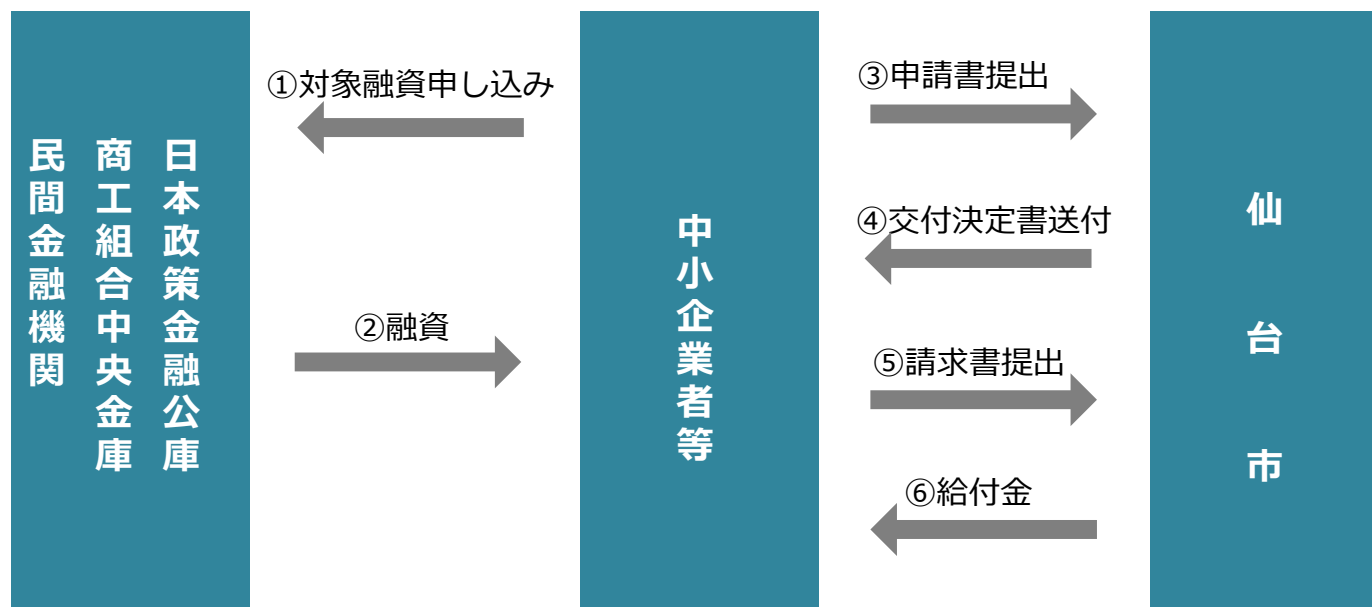 日本政策金融公庫
商工組合中央金庫
民間金融機関
①対象融資申し込み
②融資
中小企業者等
③申請書提出
④交付決定書送付
⑤請求書提出
⑥給付金
仙台市